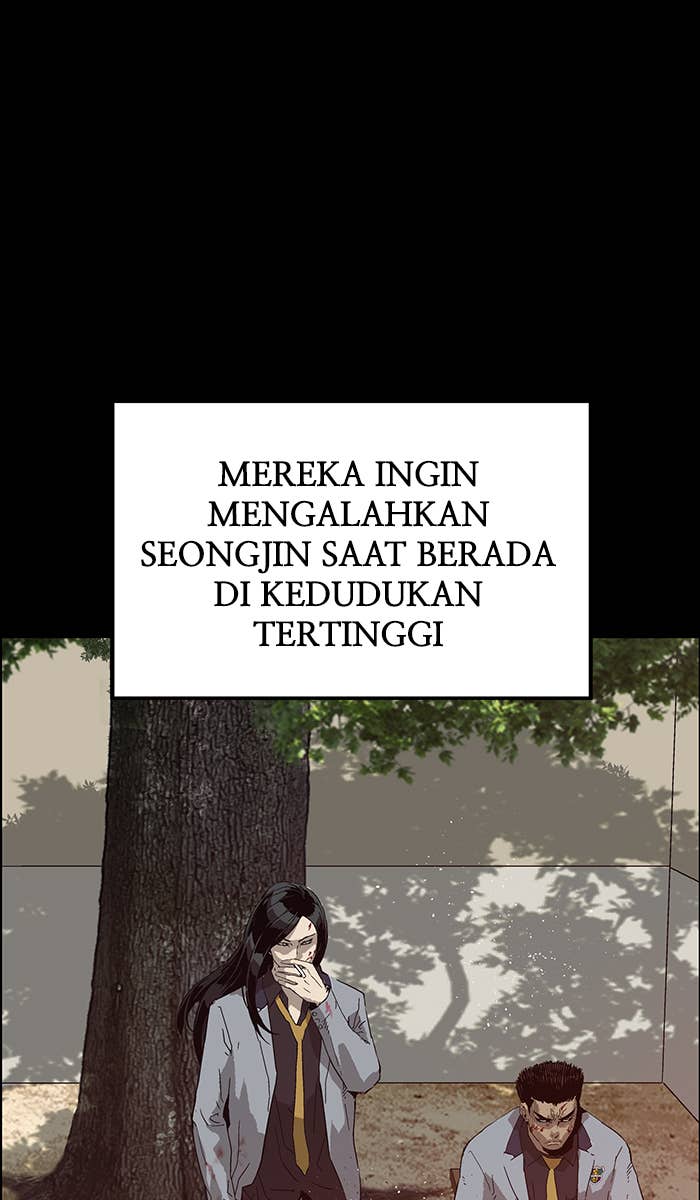 MEREKA INGIN
MENGALAHKAN
SEONGJIN SAAT BERADA
DI KEDUDUKAN
TERTINGGI